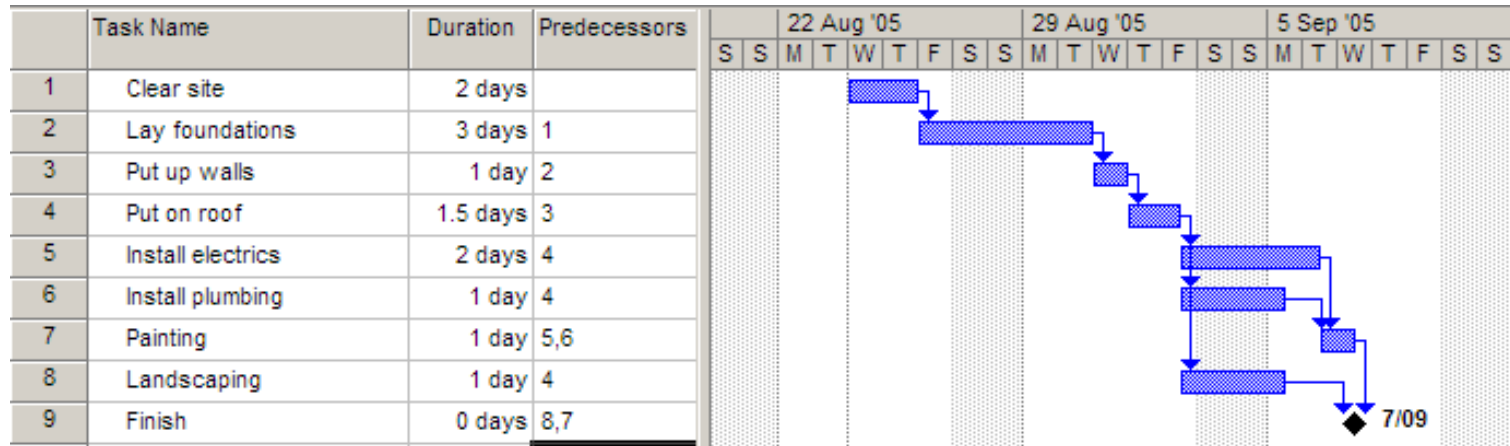 Task Name Duration Predecessors 22 Aug '05 29 Aug '05 5 Sep '05
S S M T W T F S S M T W T F S S M T W T F S S
1 Clear site 2 days
2 Lay foundations 3 days 1
3 Put up walls 1 day 2
4 Put on roof 1.5 days 3
5 Install electrics 2 days 4
6 Install plumbing 1 day 4
7 Painting 1 day 5,6
8 Landscaping 1 day 4
9 Finish 0 days 8,7 7/09